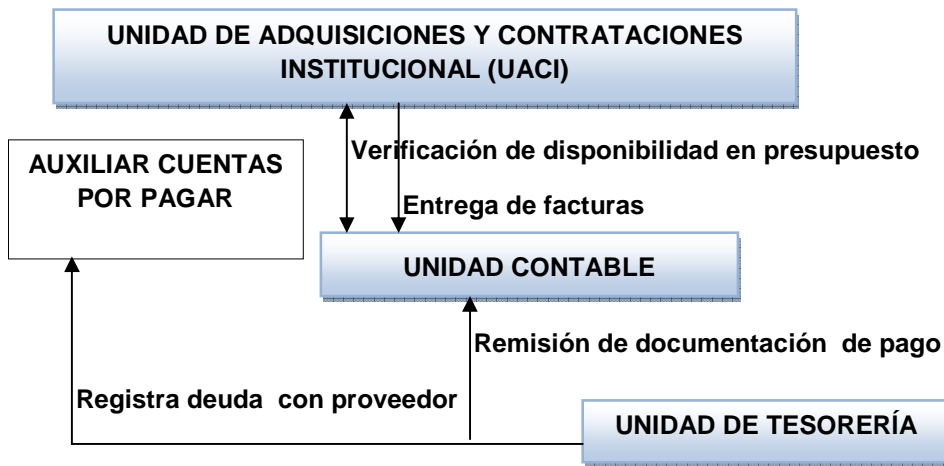 UNIDAD DE ADQUISICIONES Y CONTRATACIONES
INSTITUCIONAL (UACI)
Verificación de disponibilidad en presupuesto
AUXILIAR CUENTAS
POR PAGAR
Entrega de facturas
UNIDAD CONTABLE
Remisión de documentación de pago
Registra deuda con proveedor
UNIDAD DE TESORERÍA